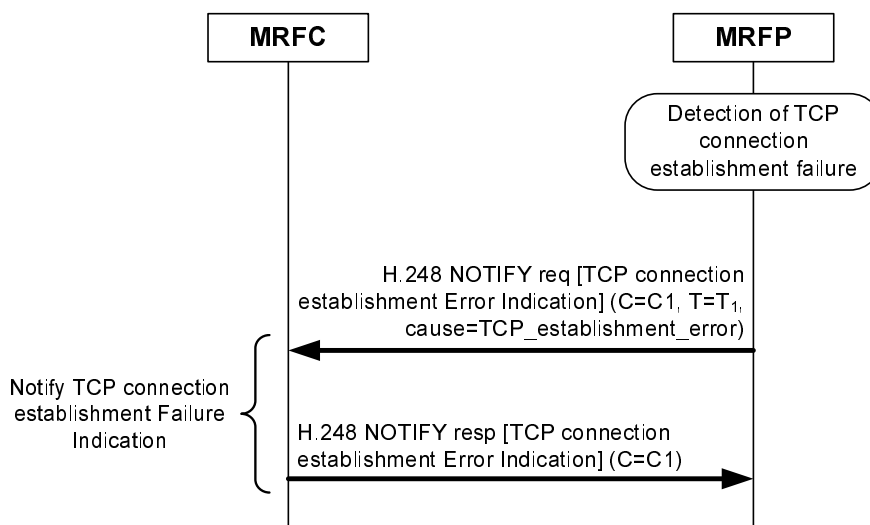 MRFC
MRFP
Detection of TCP
connection
establishment failure
H.248 NOTIFY req [TCP connection
establishment Error Indication] (C=C1, T=T₁,
cause=TCP_establishment_error)
Notify TCP connection
establishment Failure
Indication
H.248 NOTIFY resp [TCP connection
establishment Error Indication] (C=C1)